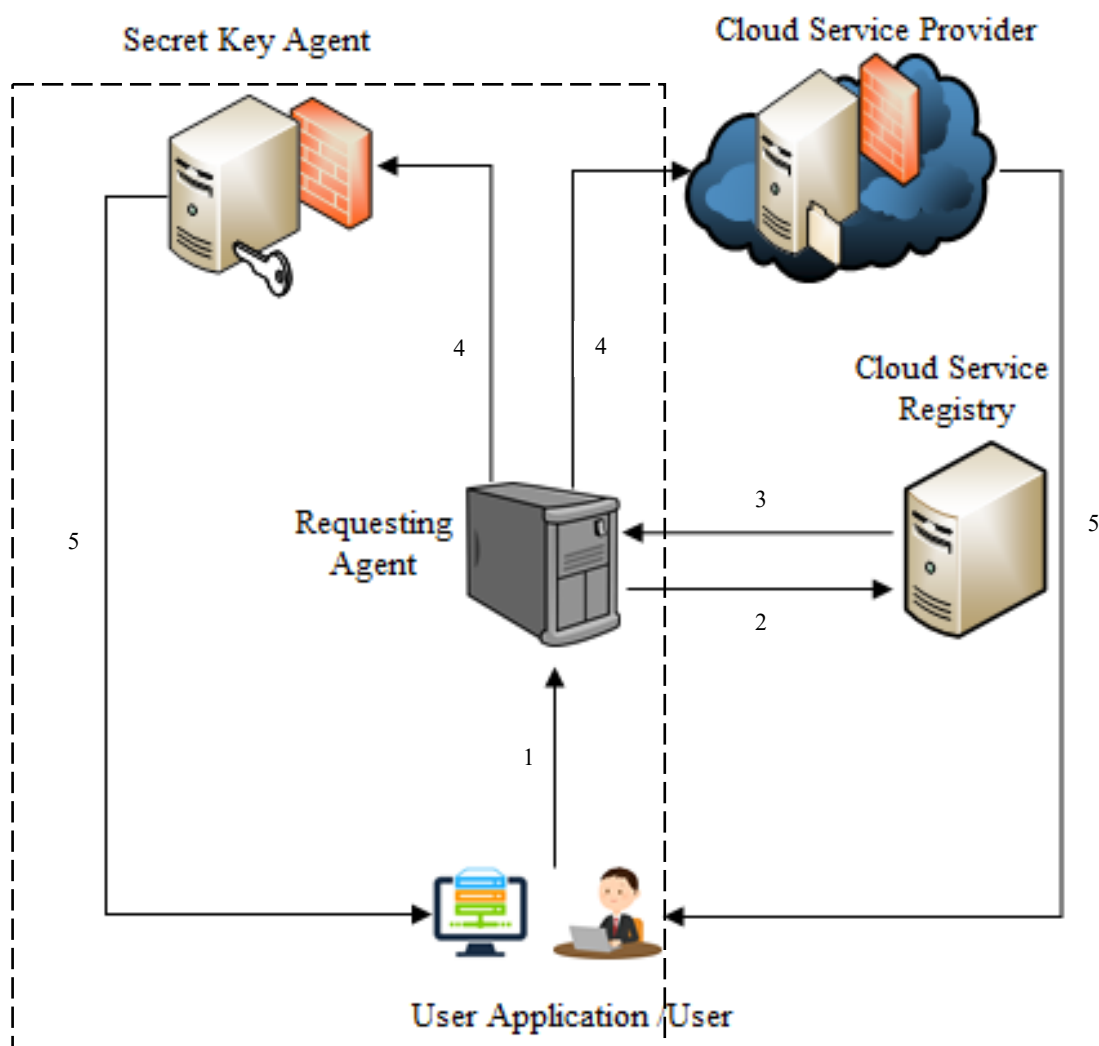 Secret Key Agent
Cloud Service Provider
4
4
Cloud Service
Registry
3
Requesting
Agent
5
5
2
1
User Application /User